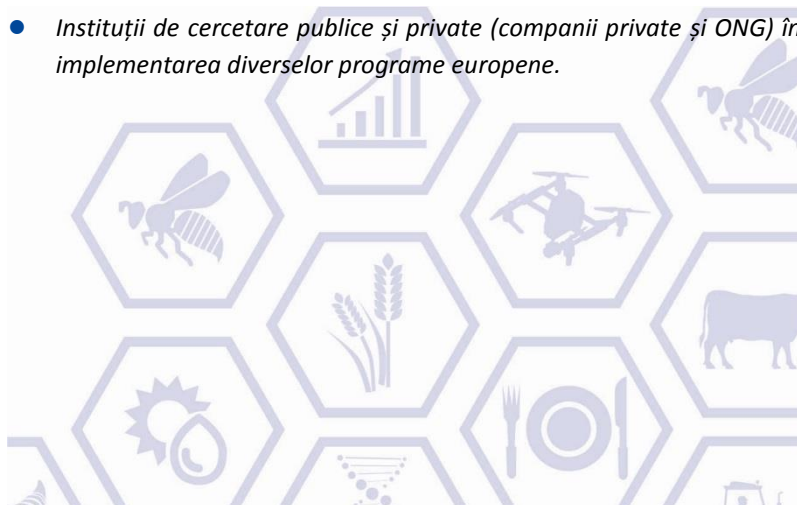 Instituții de cercetare publice și private (companii private și ONG) în
implementarea diverselor programe europene.